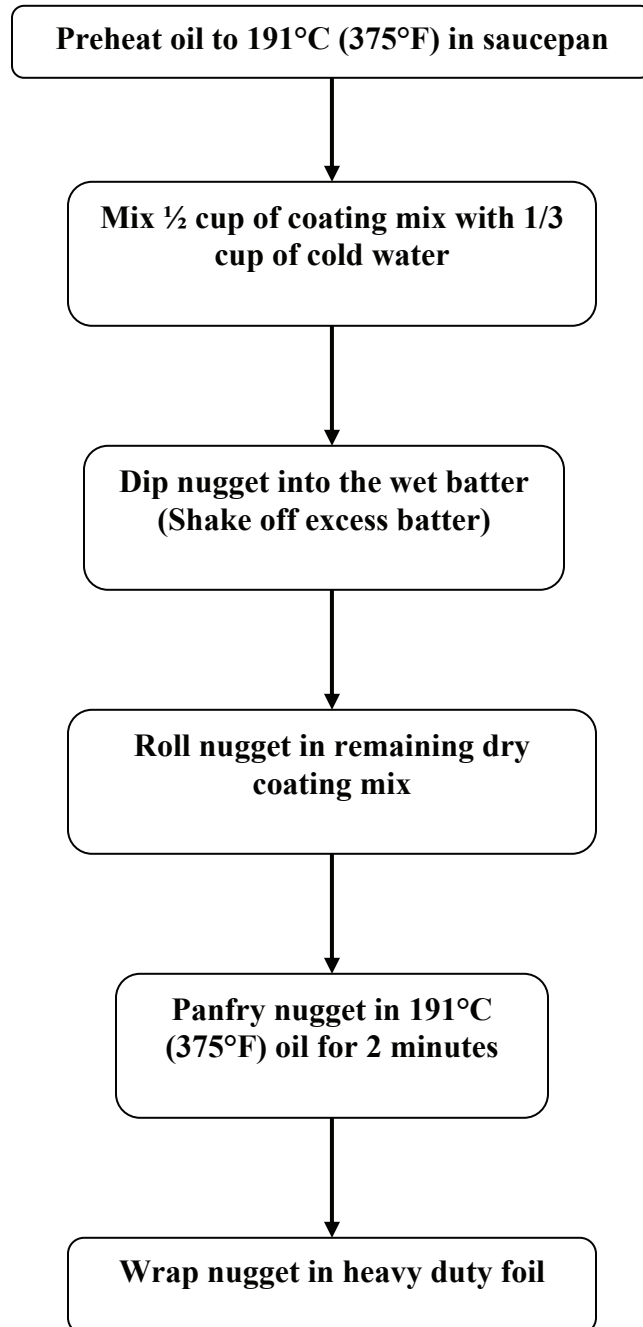 Preheat oil to 191°C (375°F) in saucepan
Mix ½ cup of coating mix with 1/3
cup of cold water
Dip nugget into the wet batter
(Shake off excess batter)
Roll nugget in remaining dry
coating mix
Panfry nugget in 191°C
(375°F) oil for 2 minutes
Wrap nugget in heavy duty foil